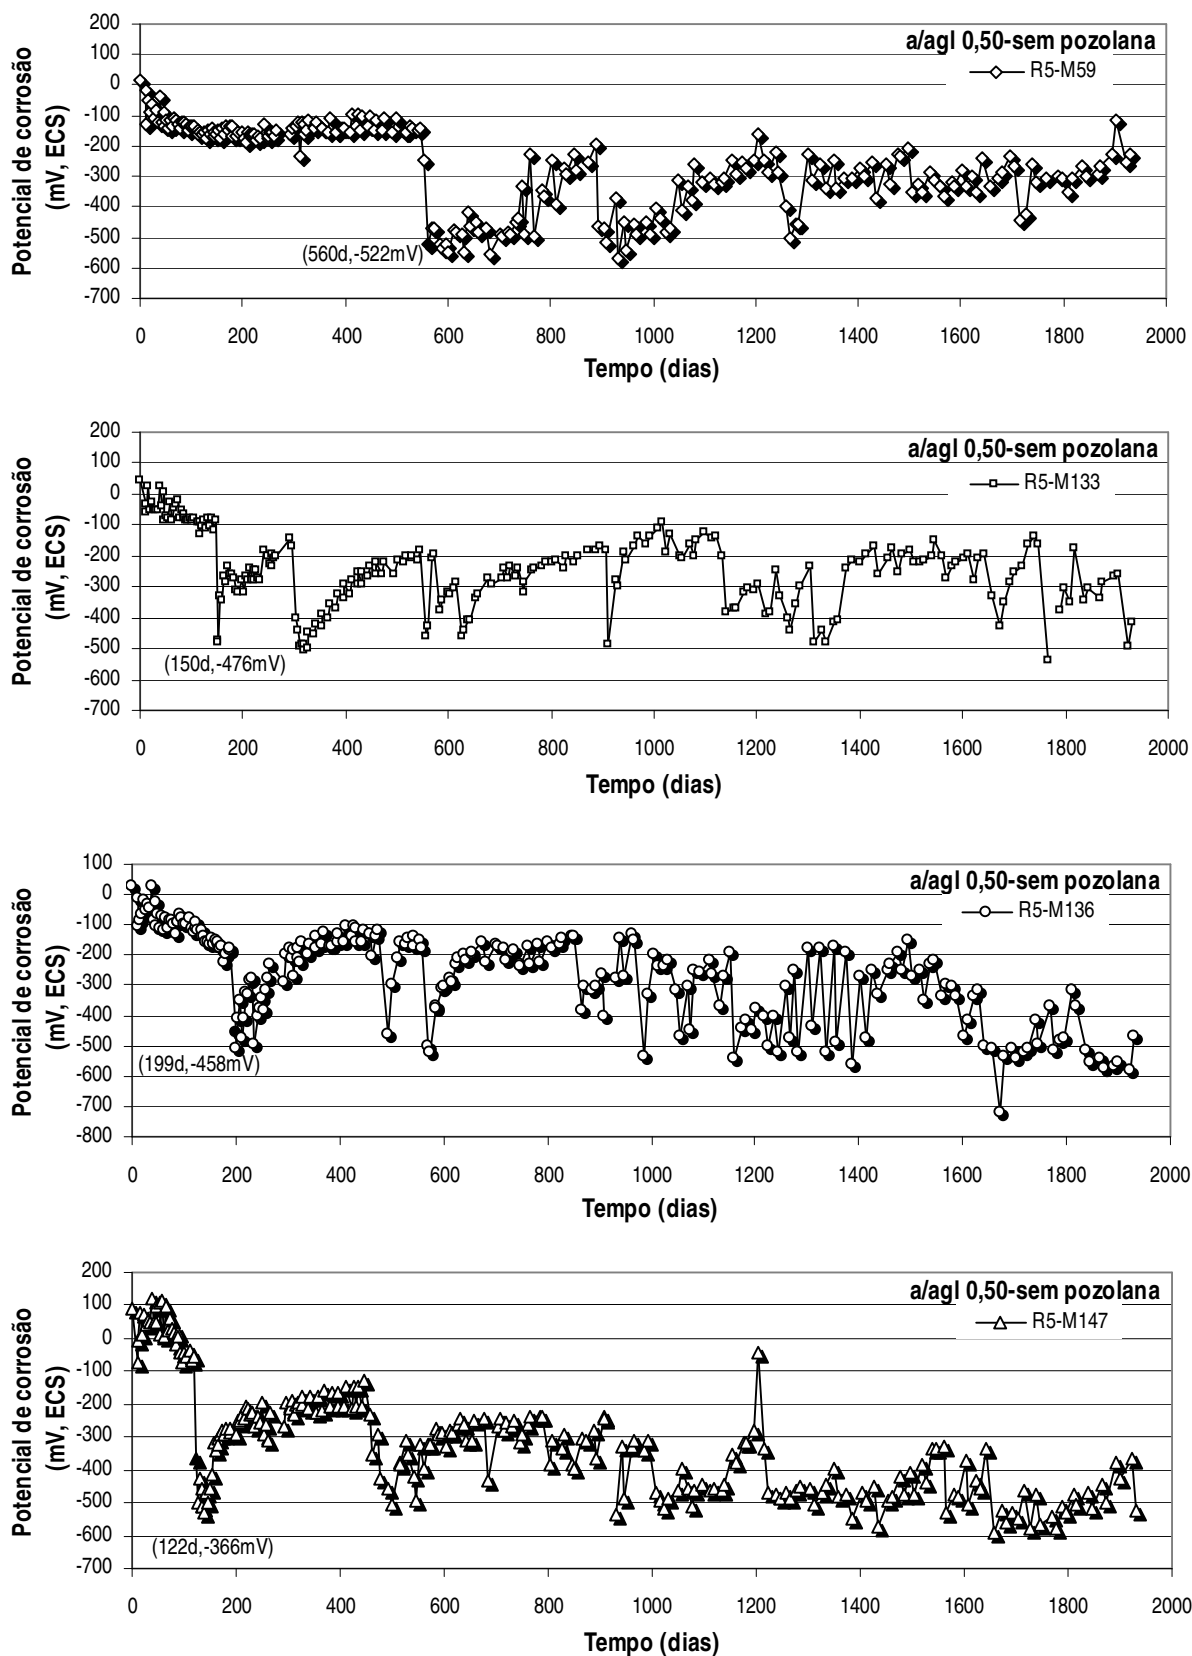 a/agl 0,50-sem pozolana
R5-M59
Potencial de corrosão
(mV, ECS)
200
100
0
-100
-200
-300
-400
-500
-600
-700
(560d,-522mV)
0 200 400 600 800 1000 1200 1400 1600 1800 2000
Tempo (dias)
a/agl 0,50-sem pozolana
R5-M133
Potencial de corrosão
(mV, ECS)
200
100
0
-100
-200
-300
-400
-500
-600
-700
(150d,-476mV)
0 200 400 600 800 1000 1200 1400 1600 1800 2000
Tempo (dias)
a/agl 0,50-sem pozolana
R5-M136
Potencial de corrosão
(mV, ECS)
100
0
-100
-200
-300
-400
-500
-600
-700
-800
(199d,-458mV)
0 200 400 600 800 1000 1200 1400 1600 1800 2000
Tempo (dias)
a/agl 0,50-sem pozolana
R5-M147
Potencial de corrosão
(mV, ECS)
200
100
0
-100
-200
-300
-400
-500
-600
-700
(122d,-366mV)
0 200 400 600 800 1000 1200 1400 1600 1800 2000
Tempo (dias)